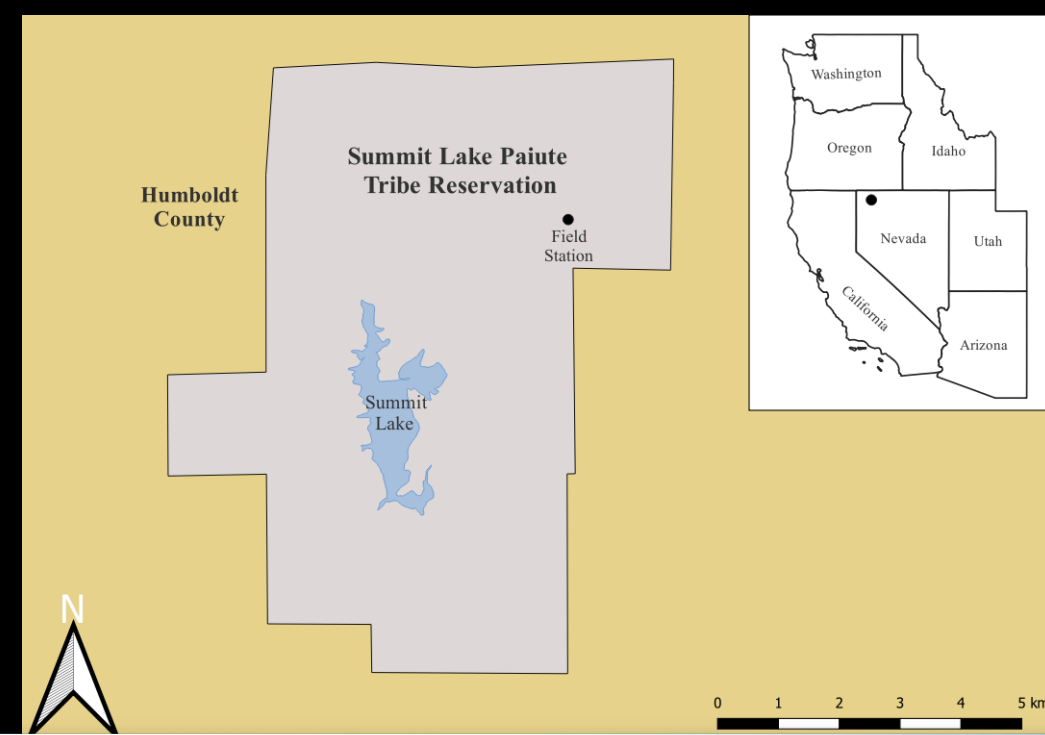 Summit Lake Paiute
Tribe Reservation
Humboldt
County
Field
Station
Summit
Lake
Washington
Oregon
Idaho
Nevada
Utah
California
Arizona
N
0 1 2 3 4 5 km